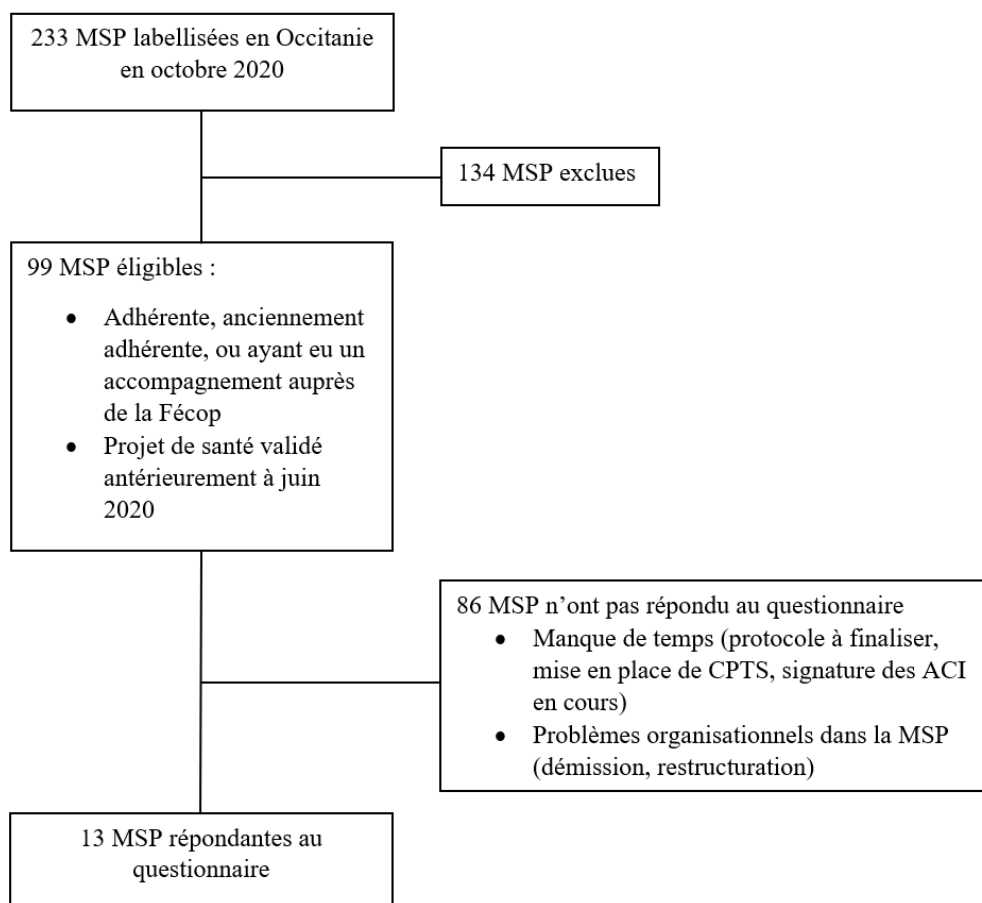 233 MSP labellisées en Occitanie
en octobre 2020
134 MSP exclues
99 MSP éligibles :
• Adhérente, anciennement
adhérente, ou ayant eu un
accompagnement auprès
de la Fécop
• Projet de santé validé
antérieurement à juin
2020
86 MSP n’ont pas répondu au questionnaire
• Manque de temps (protocole à finaliser,
mise en place de CPTS, signature des ACI
en cours)
• Problèmes organisationnels dans la MSP
(démission, restructuration)
13 MSP répondantes au
questionnaire